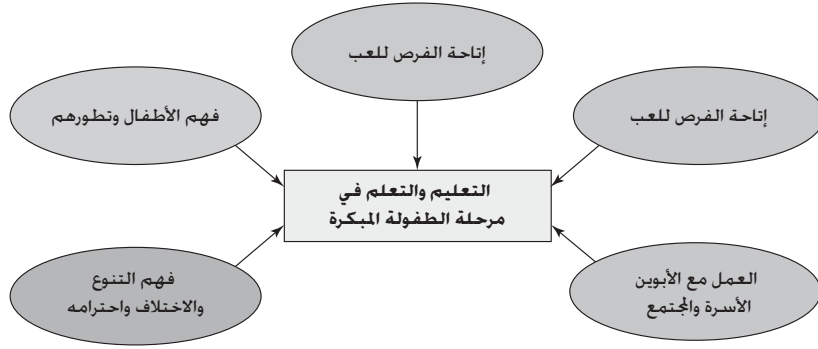 إتاحة الفرص للعب
إتاحة الفرص للعب
فهم الأطفال وتطورهم
التعليم والتعلم في
مرحلة الطفولة المبكرة
العمل مع الأبوين
الأسرة والمجتمع
فهم التنوع
والاختلاف واحترامه